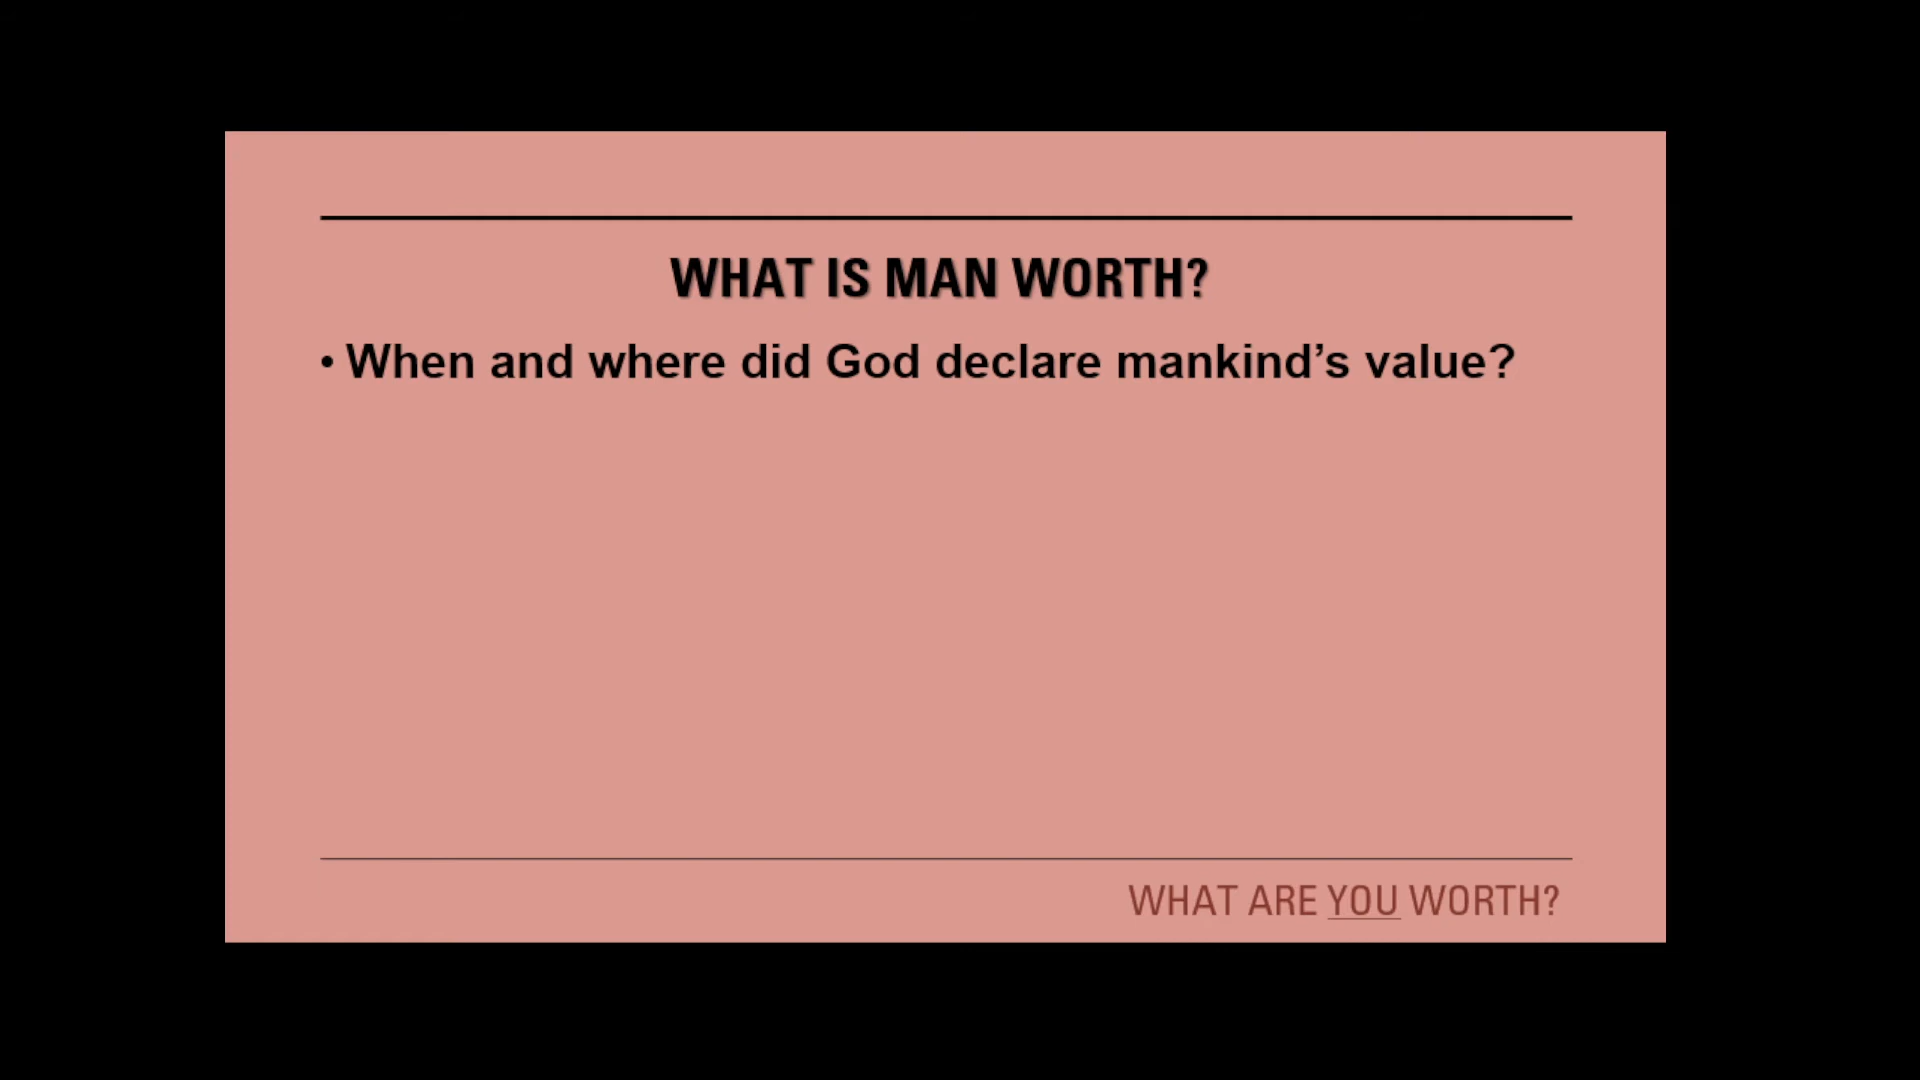 WHAT IS MAN WORTH?
• When and where did God declare mankind’s value?
WHAT ARE YOU WORTH?